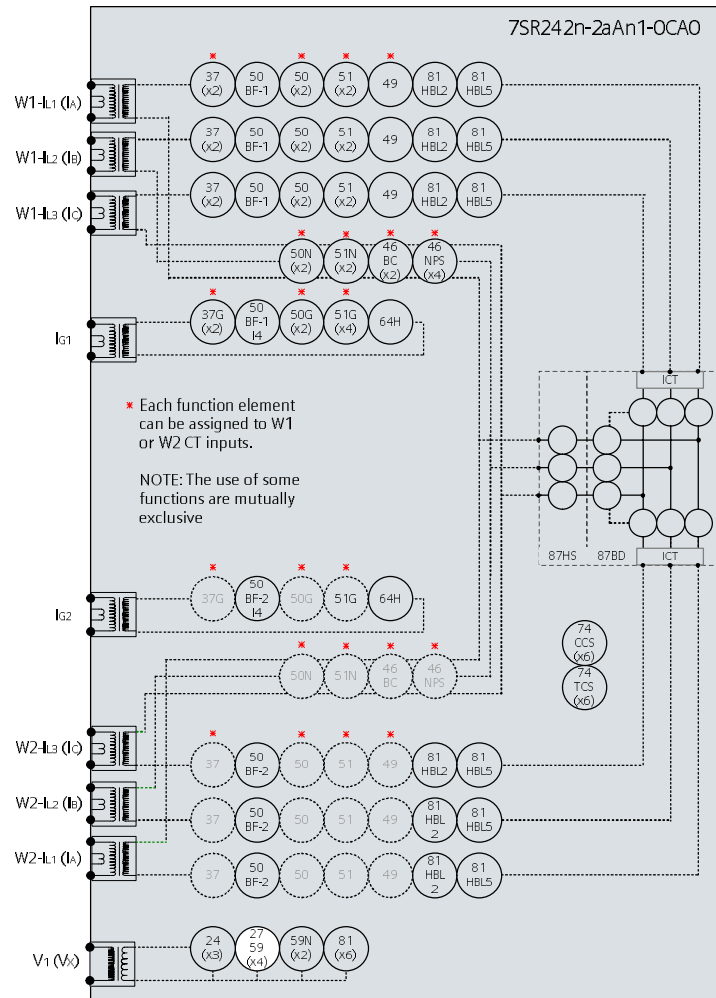 7SR242n-2aAn1-0CA0
* * * *
W1-IL1 (IA)
37 (x2)
50 BF-1
50 (x2)
51 (x2)
49
81 HBL2
81 HBL5
W1-IL2 (IB)
37 (x2)
50 BF-1
50 (x2)
51 (x2)
49
81 HBL2
81 HBL5
W1-IL3 (IC)
37 (x2)
50 BF-1
50 (x2)
51 (x2)
49
81 HBL2
81 HBL5
* * * *
50N (x2)
51N (x2)
46 BC (x2)
46 NPS (x4)
* * *
IG1
37G (x2)
50 BF-1 I4
50G (x2)
51G (x4)
64H
ICT
* Each function element
can be assigned to W1
or W2 CT inputs.
NOTE: The use of some
functions are mutually
exclusive
87HS
87BD
ICT
* * *
IG2
37G
50 BF-2 I4
50G
51G
64H
74 CCS (x6)
74 TCS (x6)
* * * *
50N
51N
46 BC
46 NPS
* * * *
W2-IL3 (IC)
37
50 BF-2
50
51
49
81 HBL2
81 HBL5
W2-IL2 (IB)
37
50 BF-2
50
51
49
81 HBL 2
81 HBL5
W2-IL1 (IA)
37
50 BF-2
50
51
49
81 HBL 2
81 HBL5
V1 (VX)
24 (x3)
27 59 (x4)
59N (x2)
81 (x6)